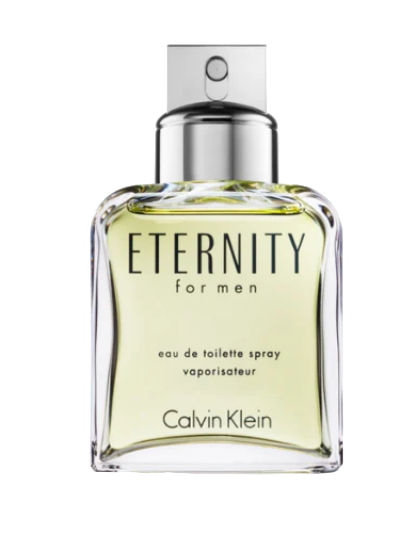 ETERNITY
for men
eau de toilette spray
vaporisateur
Calvin Klein